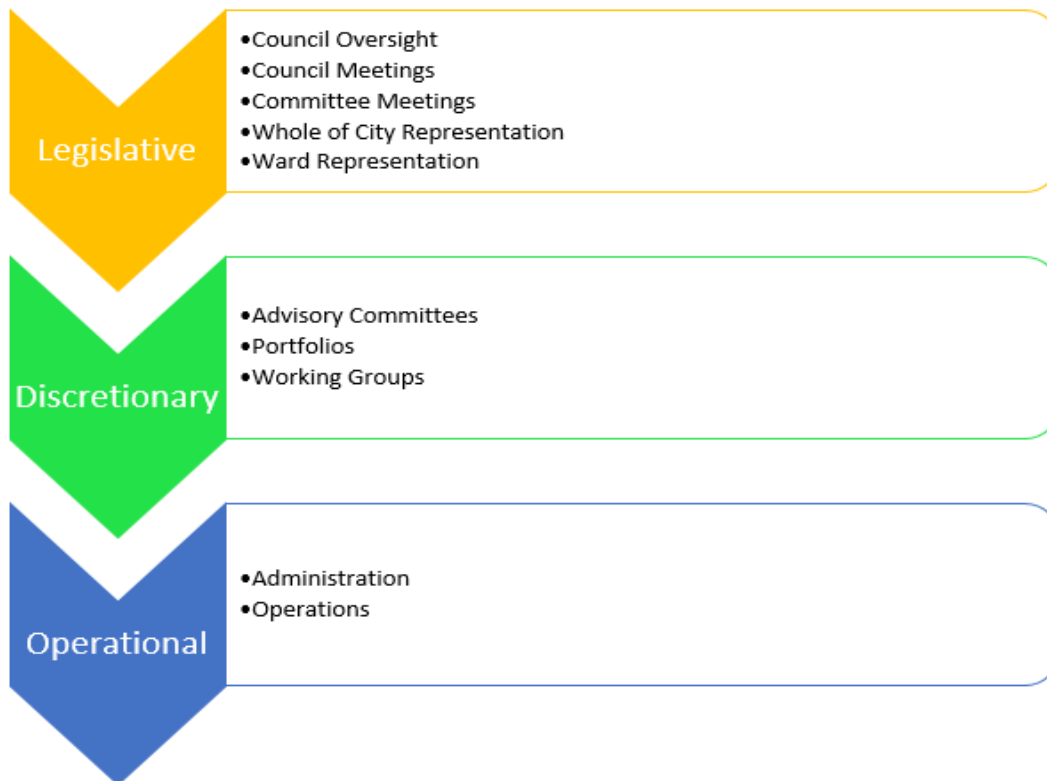 Legislative
•Council Oversight
•Council Meetings
•Committee Meetings
•Whole of City Representation
•Ward Representation
Discretionary
•Advisory Committees
•Portfolios
•Working Groups
Operational
•Administration
•Operations